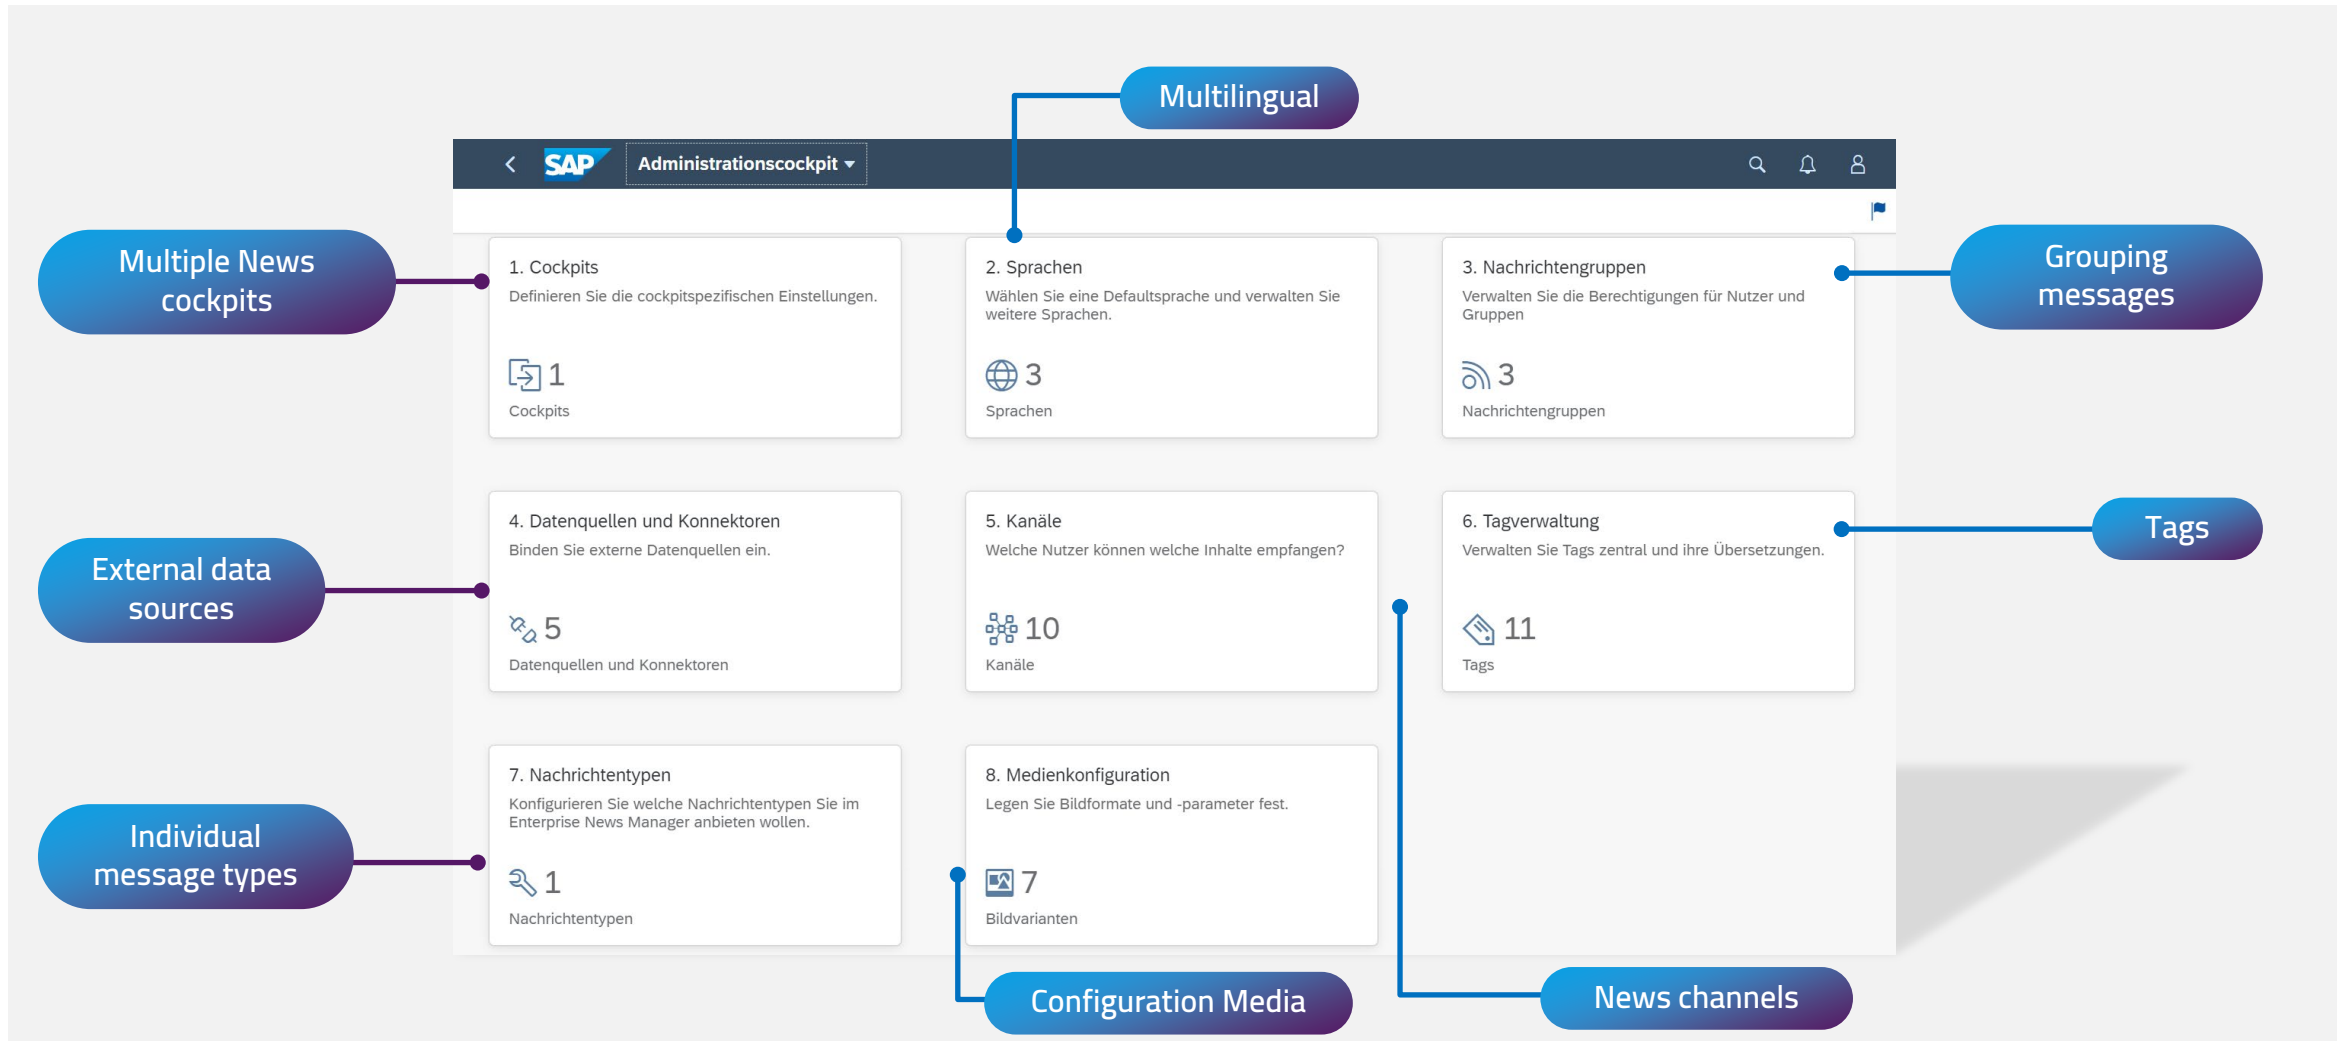 Multilingual
SAP
Administrationscockpit
Multiple News
cockpits
1. Cockpits
Definieren Sie die cockpitspezifischen Einstellungen.
1
Cockpits
2. Sprachen
Wählen Sie eine Defaultsprache und verwalten Sie
weitere Sprachen.
3
Sprachen
3. Nachrichtengruppen
Verwalten Sie die Berechtigungen für Nutzer und
Gruppen
3
Nachrichtengruppen
Grouping
messages
External data
sources
4. Datenquellen und Konnektoren
Binden Sie externe Datenquellen ein.
5
Datenquellen und Konnektoren
5. Kanäle
Welche Nutzer können welche Inhalte empfangen?
10
Kanäle
6. Tagverwaltung
Verwalten Sie Tags zentral und ihre Übersetzungen.
11
Tags
Tags
Individual
message types
7. Nachrichtentypen
Konfigurieren Sie welche Nachrichtentypen Sie im
Enterprise News Manager anbieten wollen.
1
Nachrichtentypen
8. Medienkonfiguration
Legen Sie Bildformate und -parameter fest.
7
Bildvarianten
Configuration Media
News channels